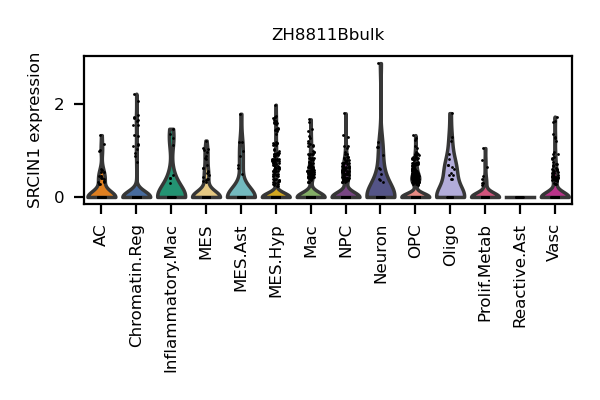 ZH8811Bbulk
SRCIN1 expression
2
0
AC
Chromatin.Reg
Inflammatory.Mac
MES
MES.Ast
MES.Hyp
Mac
NPC
Neuron
OPC
Oligo
Prolif.Metab
Reactive.Ast
Vasc